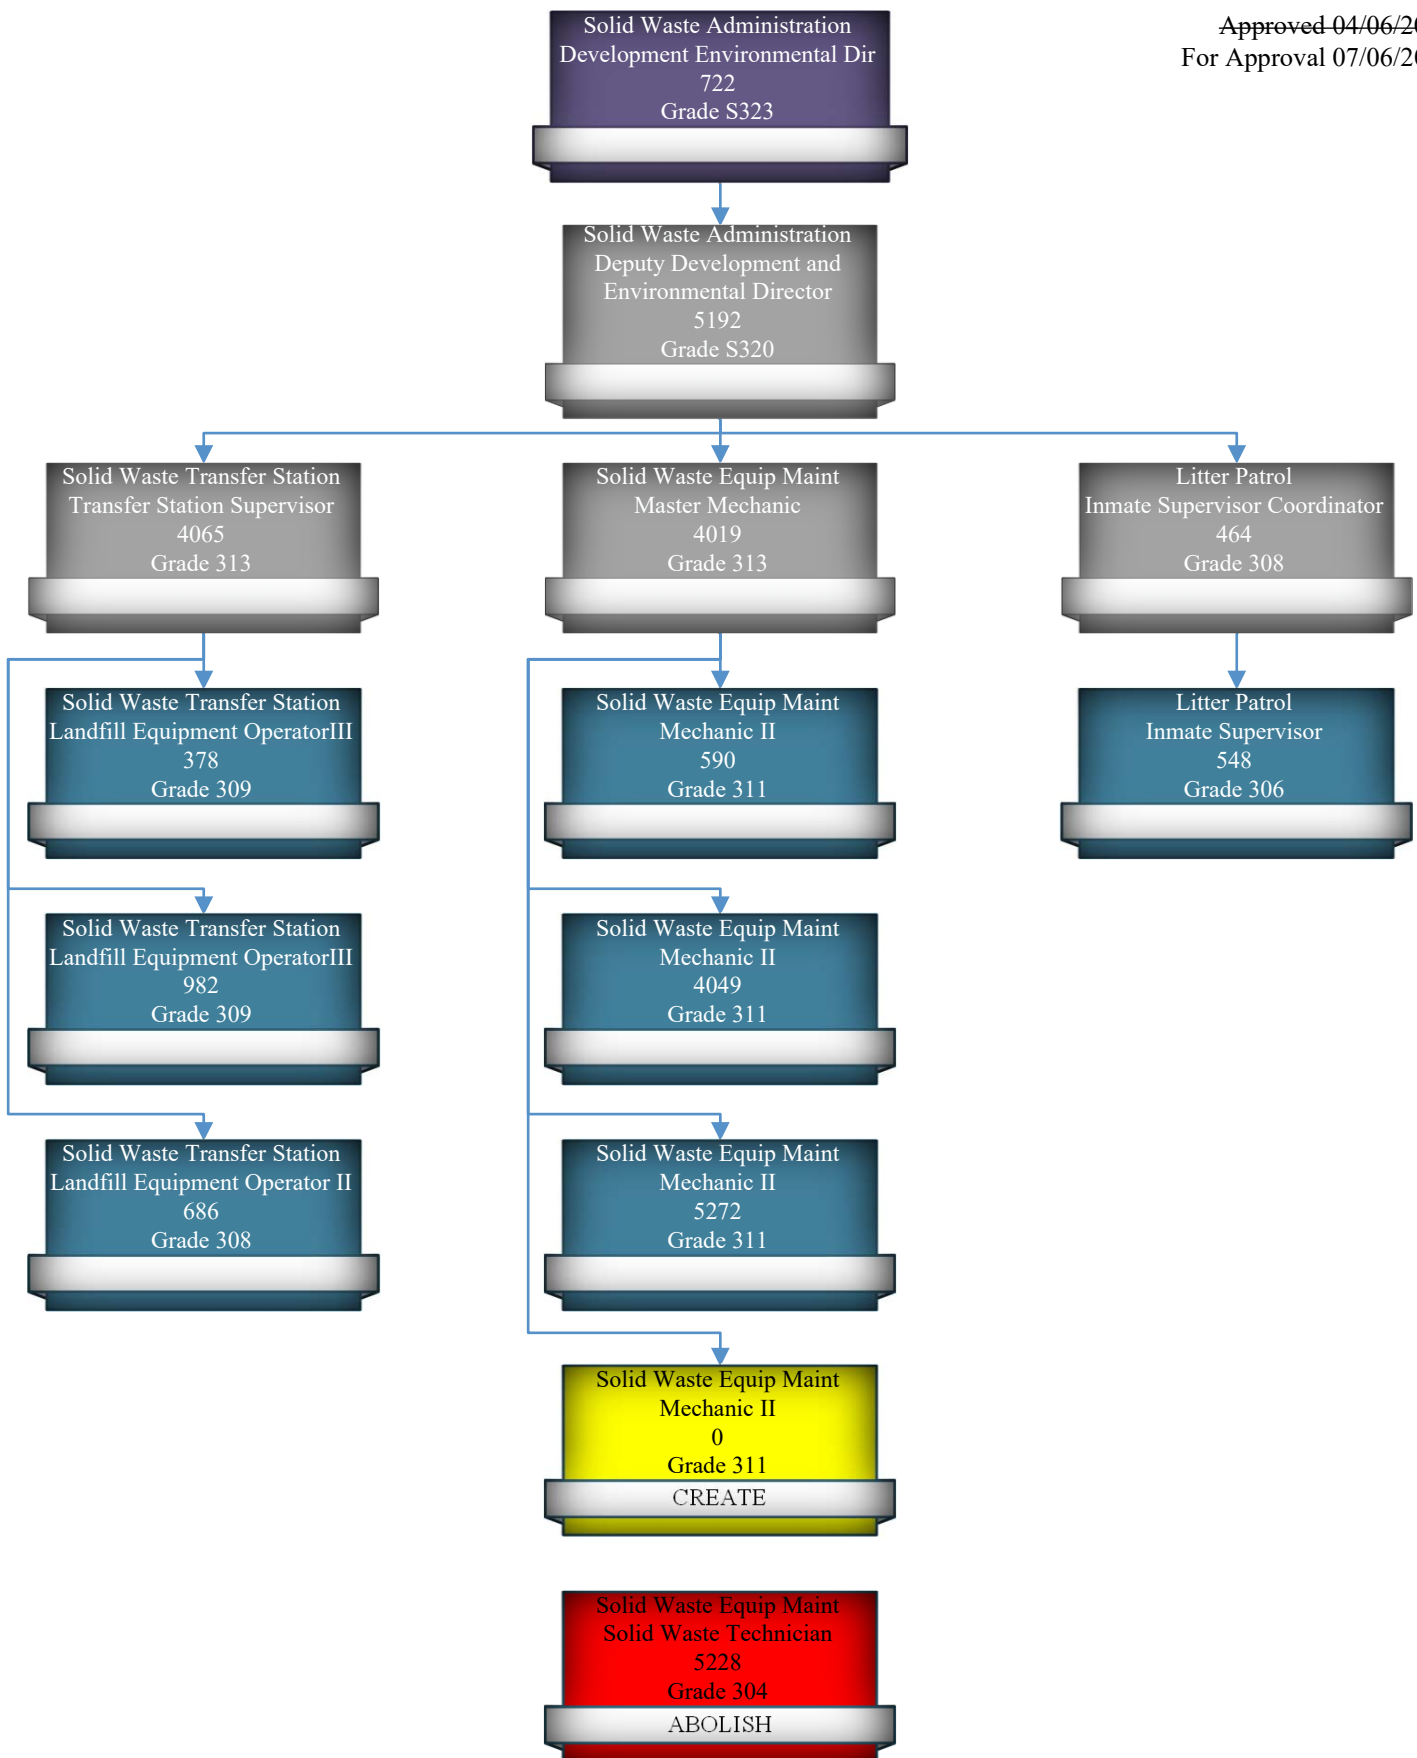 Solid Waste Administration
Development Environmental Dir
722
Grade S323
Approved 04/06/20
For Approval 07/06/20
Solid Waste Administration
Deputy Development and
Environmental Director
5192
Grade S320
Solid Waste Transfer Station
Transfer Station Supervisor
4065
Grade 313
Solid Waste Equip Maint
Master Mechanic
4019
Grade 313
Litter Patrol
Inmate Supervisor Coordinator
464
Grade 308
Solid Waste Transfer Station
Landfill Equipment OperatorIII
378
Grade 309
Solid Waste Equip Maint
Mechanic II
590
Grade 311
Litter Patrol
Inmate Supervisor
548
Grade 306
Solid Waste Transfer Station
Landfill Equipment OperatorIII
982
Grade 309
Solid Waste Equip Maint
Mechanic II
4049
Grade 311
Solid Waste Transfer Station
Landfill Equipment Operator II
686
Grade 308
Solid Waste Equip Maint
Mechanic II
5272
Grade 311
Solid Waste Equip Maint
Mechanic II
0
Grade 311
CREATE
Solid Waste Equip Maint
Solid Waste Technician
5228
Grade 304
ABOLISH